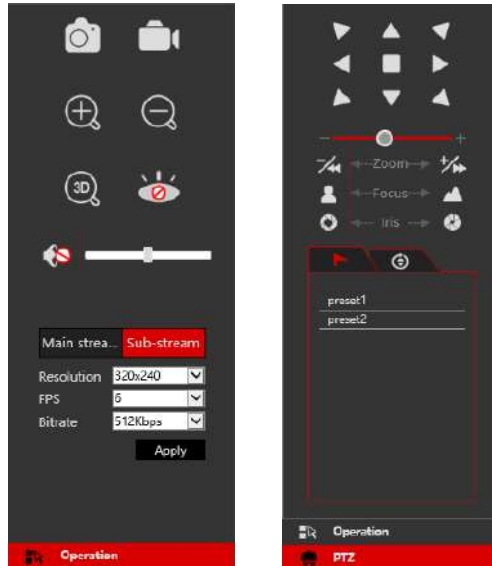 3D
Main strea... Sub-stream
Resolution 320x240
FPS 6
Bitrate 512Kbps
Apply
Operation
Zoom
Focus
Iris
preset1
preset2
Operation
PTZ